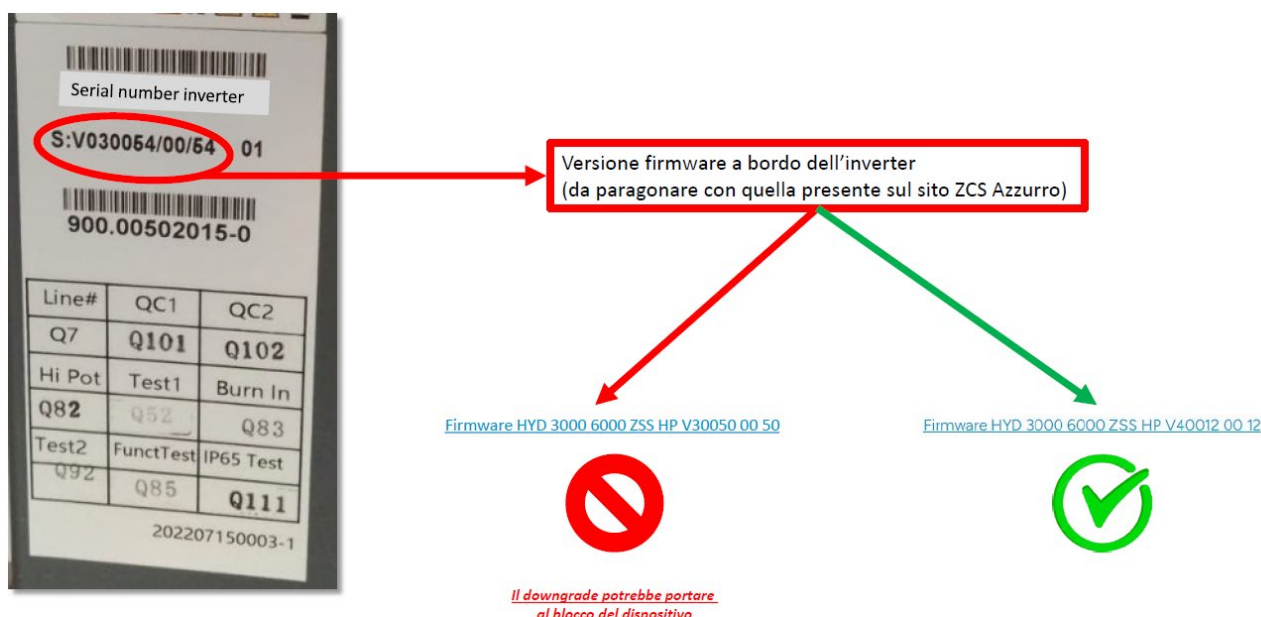 Serial number inverter
S:V030054/00/54 01
900.00502015-0
Line# QC1 QC2
Q7 Q101 Q102
Hi Pot Test1 Burn In
Q82 Q52 Q83
Test2 FunctTest IP65 Test
Q92 Q85 Q111
202207150003-1
Versione firmware a bordo dell'inverter
(da paragonare con quella presente sul sito ZCS Azzurro)
Firmware HYD 3000 6000 ZSS HP V30050 00 50
Firmware HYD 3000 6000 ZSS HP V40012 00 12
Il downgrade potrebbe portare
al blocco del dispositivo